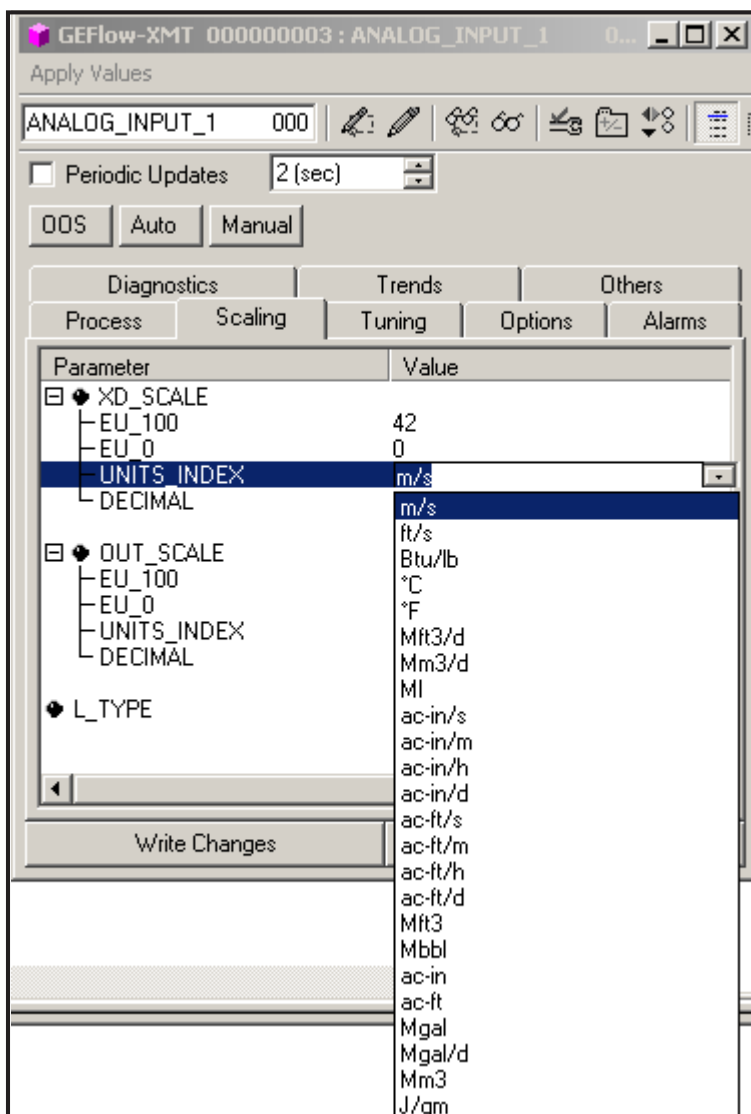 GEFlow-XMT 000000003 : ANALOG_INPUT_1 0...
Apply Values
ANALOG_INPUT_1 000
Periodic Updates 2 (sec)
OOS Auto Manual
Diagnostics Trends Others
Process Scaling Tuning Options Alarms
Parameter Value
XD_SCALE
EU_100 42
EU_0 0
UNITS_INDEX m/s
DECIMAL
OUT_SCALE
EU_100
EU_0
UNITS_INDEX
DECIMAL
L_TYPE
Write Changes
m/s
ft/s
Btu/lb
°C
°F
Mft3/d
Mm3/d
Ml
ac-in/s
ac-in/m
ac-in/h
ac-in/d
ac-ft/s
ac-ft/m
ac-ft/h
ac-ft/d
Mft3
Mbbl
ac-in
ac-ft
Mgal
Mgal/d
Mm3
J/gm